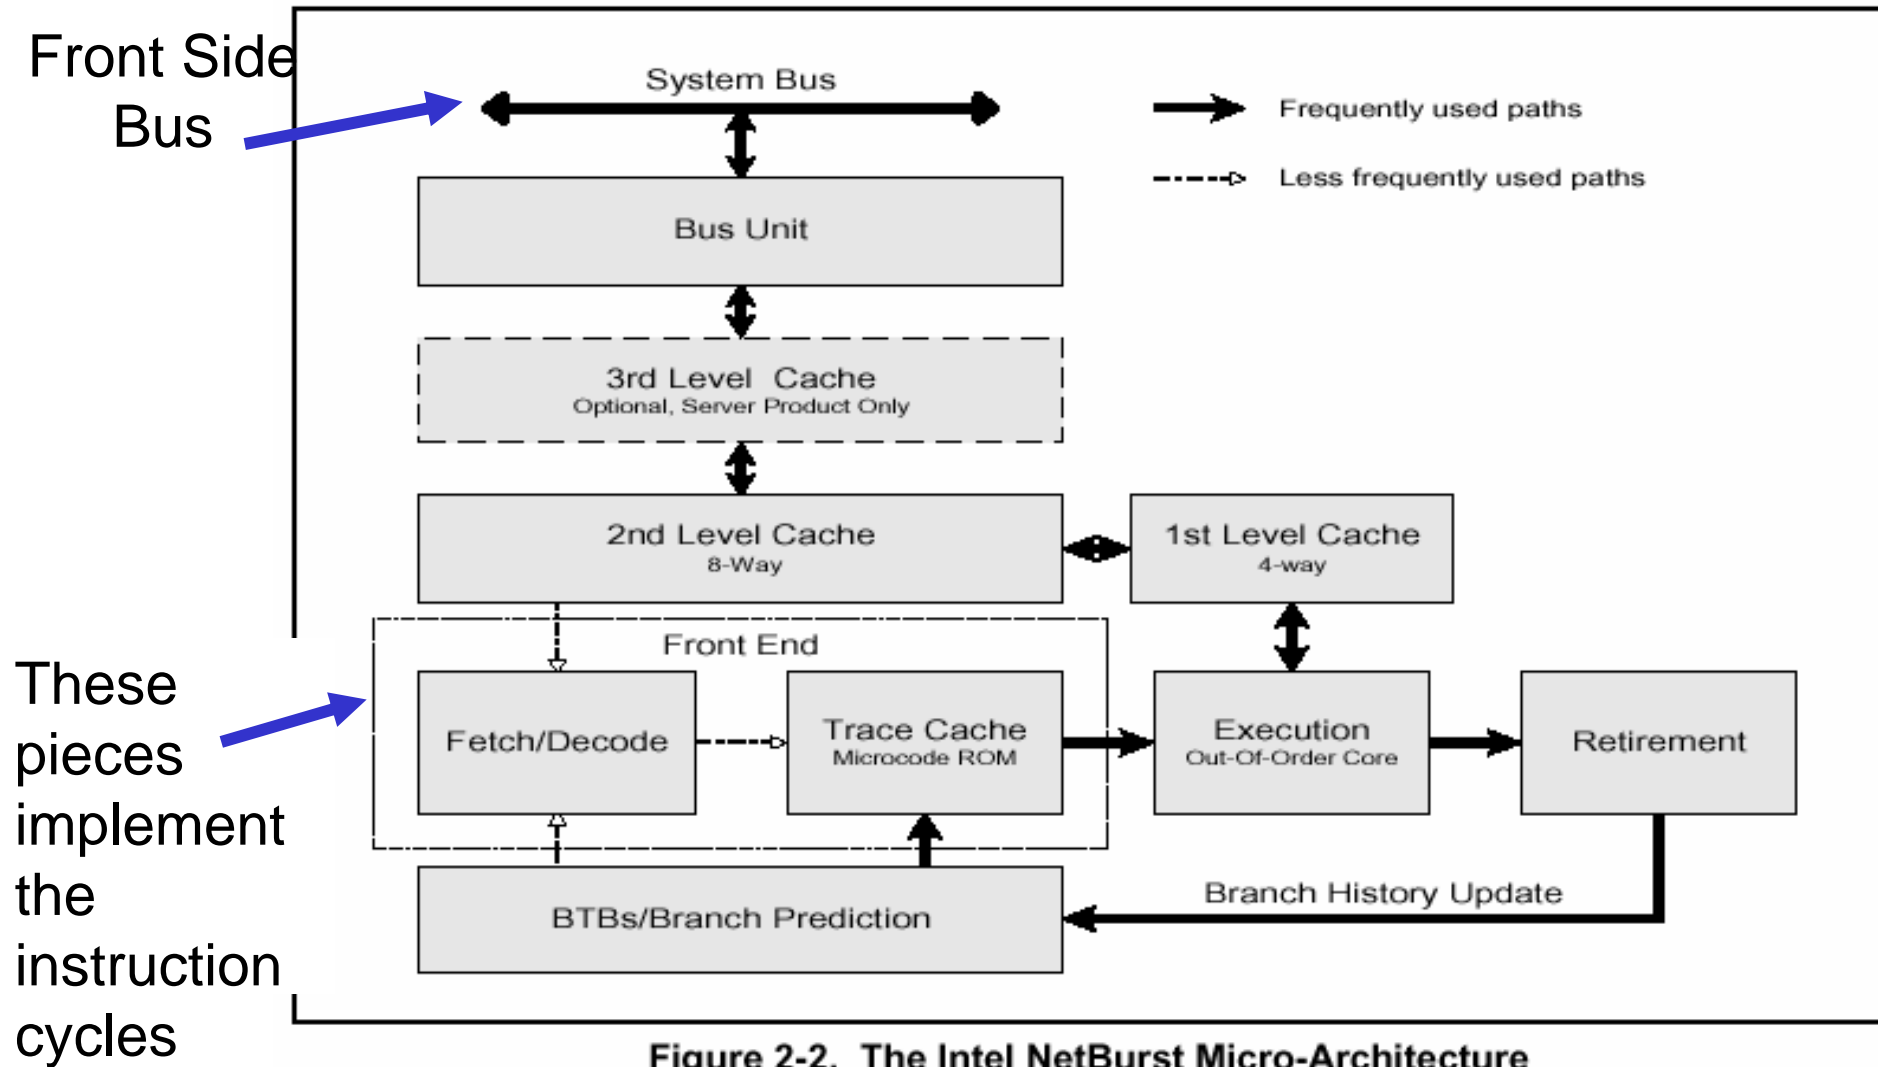 Front Side
Bus
System Bus
Frequently used paths
Less frequently used paths
Bus Unit
3rd Level Cache
Optional, Server Product Only
2nd Level Cache
8-Way
1st Level Cache
4-way
Front End
These
pieces
implement
the
instruction
cycles
Fetch/Decode
Trace Cache
Microcode ROM
Execution
Out-Of-Order Core
Retirement
BTBs/Branch Prediction
Branch History Update
Figure 2-2. The Intel NetBurst Micro-Architecture